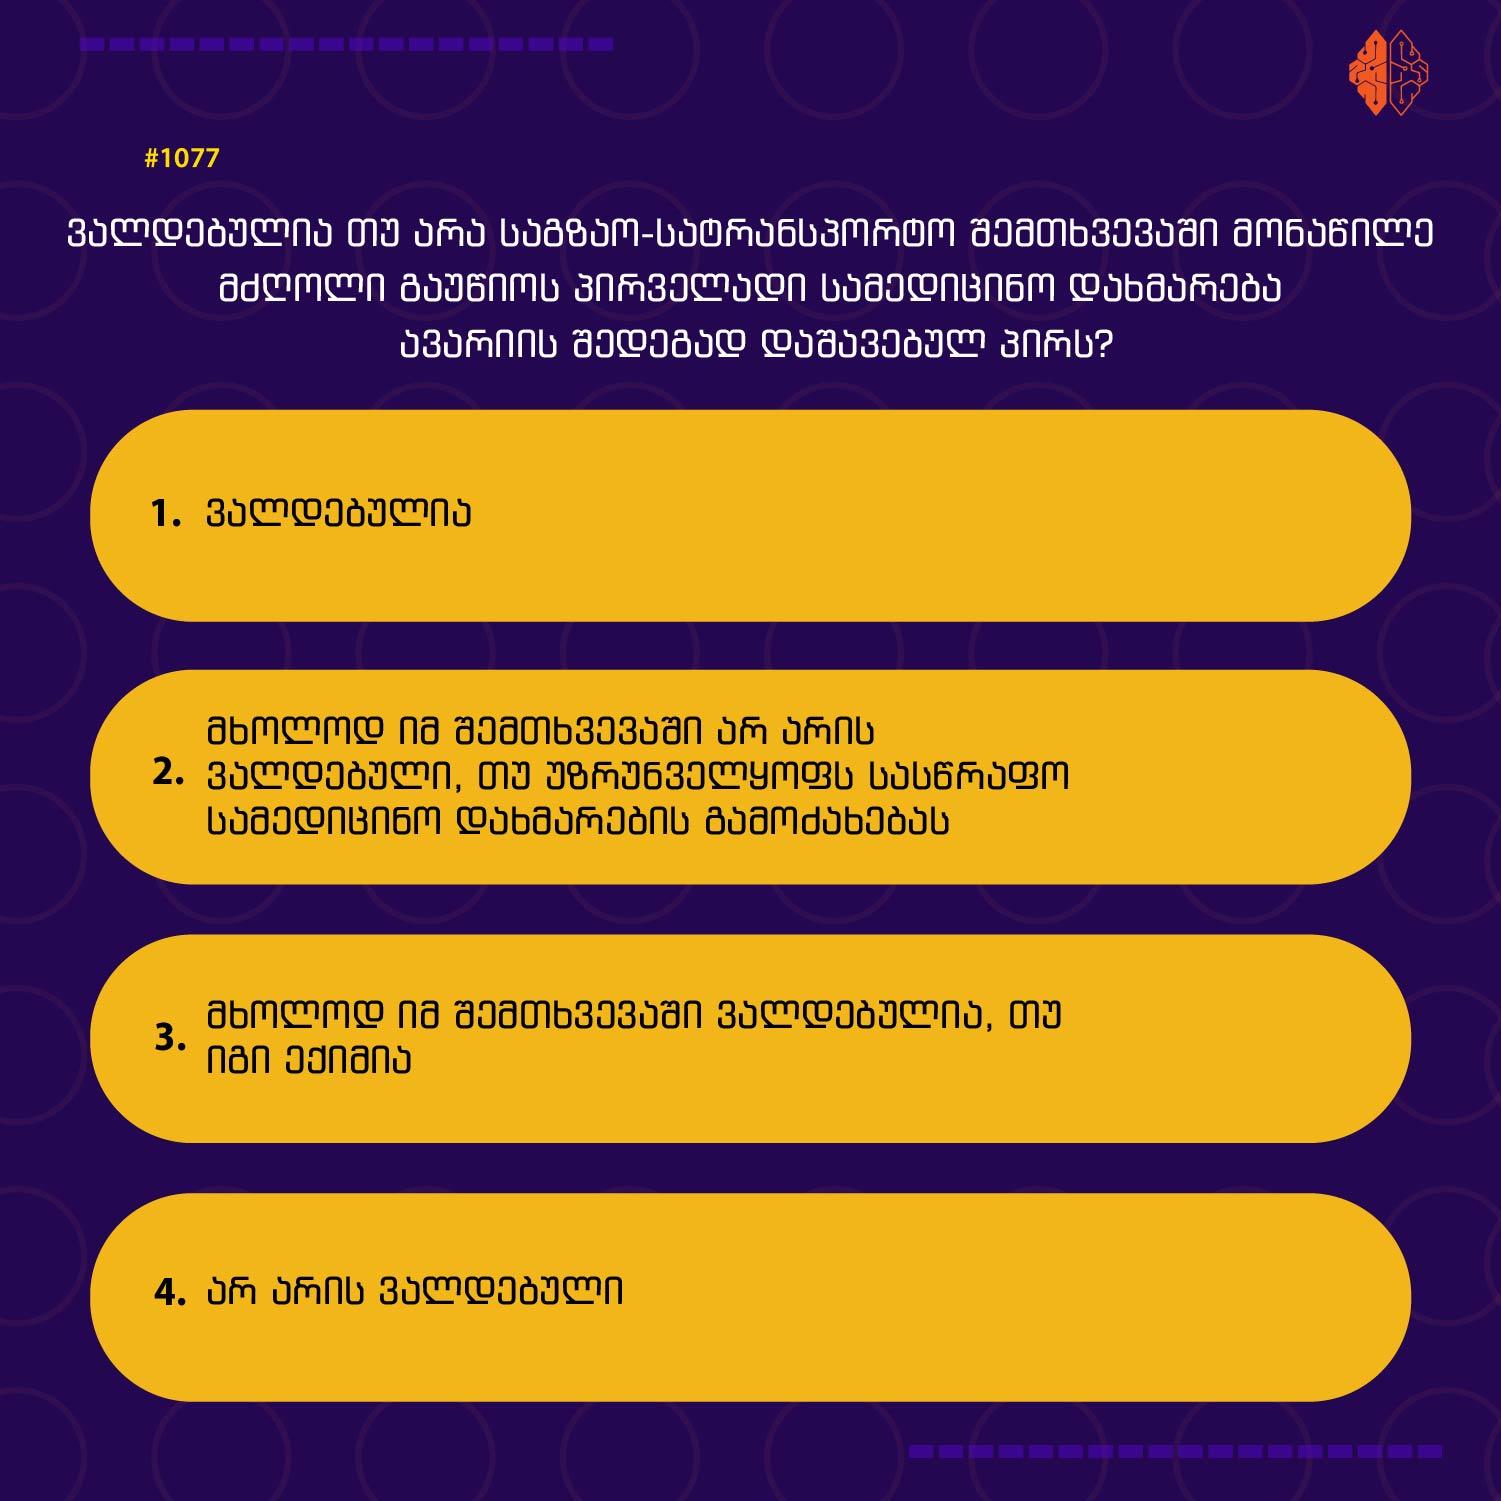 #1077
ვალდებულია თუ არა საგზაო-სატრანსპორტო შემთხვევაში მონაწილე
მძღოლი გაუწიოს პირველადი სამედიცინო დახმარება
ავარიის შედეგად დაშავებულ პირს?
1. ვალდებულია
მხოლოდ იმ შემთხვევაში არ არის
2. ვალდებული, თუ უზრუნველყოფს სასწრაფო
სამედიცინო დახმარების გამოძახებას
3. მხოლოდ იმ შემთხვევაში ვალდებულია, თუ
იგი ექიმია
4. არ არის ვალდებული